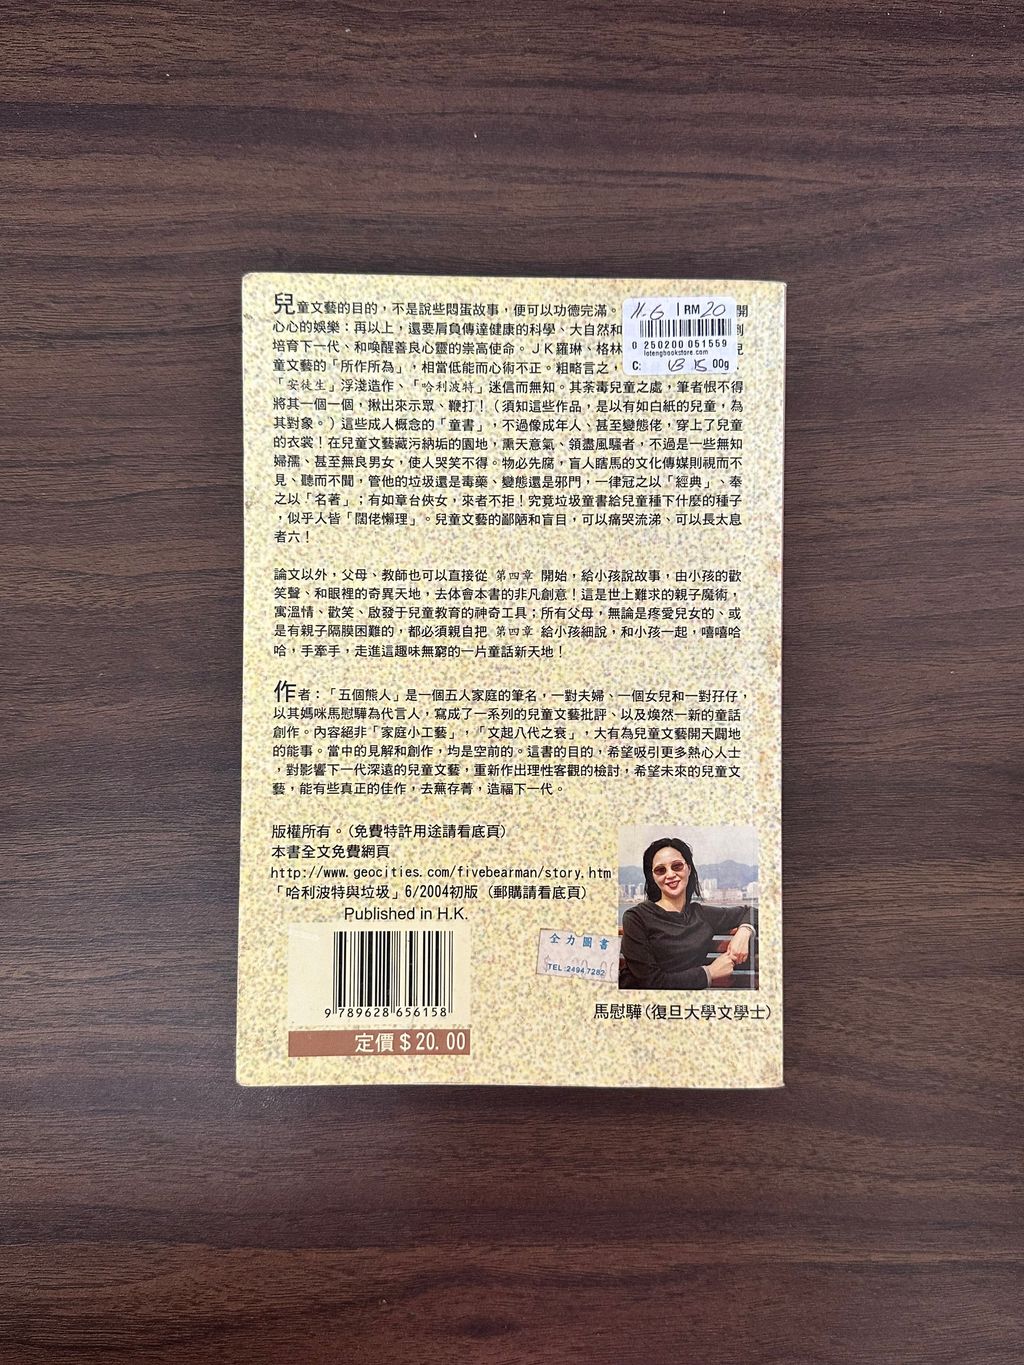 兒童文藝的目的，不是說些悶蛋故事，便可以功德完滿。 開
心心的娛樂；再以上，還要肩負傳達健康的科學、大自然和
培育下一代、和喚醒善良心靈的崇高使命。ＪＫ羅琳、格林 兒
童文藝的「所作所為」，相當低能而心術不正。粗略言之，
「安徒生」浮淺造作、「哈利波特」迷信而無知。其荼毒兒童之處，筆者恨不得
將其一個一個，揪出來示眾、鞭打！（須知這些作品，是以有如白紙的兒童，為
其對象。）這些成人概念的「童書」，不過像成年人、甚至變態佬，穿上了兒童
的衣裳！在兒童文藝藏污納垢的園地，熏天意氣、領盡風騷者，不過是一些無知
婦孺、甚至無良男女，使人哭笑不得。物必先腐，盲人瞎馬的文化傳媒則視而不
見、聽而不聞，管他的垃圾還是毒藥、變態還是邪門，一律冠之以「經典」、奉
之以「名著」；有如章台俠女，來者不拒！究竟垃圾童書給兒童種下什麼的種子
，似乎人皆「闊佬懶理」。兒童文藝的鄙陋和盲目，可以痛哭流涕、可以長太息
者六！
論文以外，父母、教師也可以直接從 第四章 開始，給小孩說故事，由小孩的歡
笑聲、和眼裡的奇異天地，去体會本書的非凡創意！這是世上難求的親子魔術，
寓溫情、歡笑、啟發于兒童教育的神奇工具；所有父母，無論是疼愛兒女的、或
是有親子隔膜困難的，都必須親自把 第四章 給小孩細說，和小孩一起，嘻嘻哈
哈，手牽手，走進這趣味無窮的一片童話新天地！
作者：「五個熊人」是一個五人家庭的筆名，一對夫婦、一個女兒和一對孖仔，
以其媽咪馬慰驊為代言人，寫成了一系列的兒童文藝批評、以及煥然一新的童話
創作。內容絕非「家庭小工藝」，「文起八代之衰」，大有為兒童文藝開天闢地
的能事。當中的見解和創作，均是空前的。這書的目的，希望吸引更多熱心人士
，對影響下一代深遠的兒童文藝，重新作出理性客觀的檢討，希望未來的兒童文
藝，能有些真正的佳作，去蕪存菁，造福下一代。
版權所有。（免費特許用途請看底頁）
本書全文免費網頁
http://www.geocities.com/fivebearman/story.htm
「哈利波特與垃圾」6/2004初版（郵購請看底頁）
Published in H.K.
9 789628 656158
定價＄20.00
全力圖書
TEL:2494 7282
馬慰驊（復旦大學文學士）
H.G RM 20
0 250200 051559
lotengbookstore.com
C: 00g